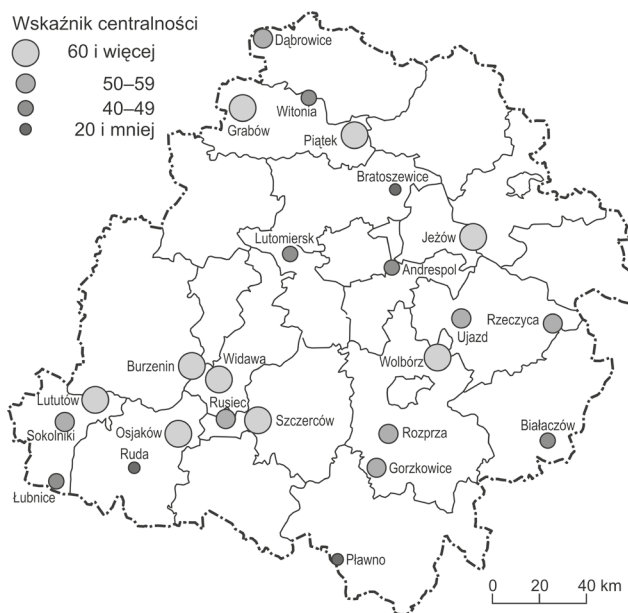 Wskaźnik centralności
60 i więcej
50–59
40–49
20 i mniej
Dąbrowice
Witonia
Grabów
Piątek
Bratoszewice
Lutomiersk
Jeżów
Andrespol
Ujazd
Rzeczyca
Burzenin
Widawa
Wolbórz
Lututów
Rusiec
Szczerców
Sokolniki
Osjaków
Rozprza
Białaczów
Ruda
Gorzkowice
Łubnice
Pławno
0 20 40 km